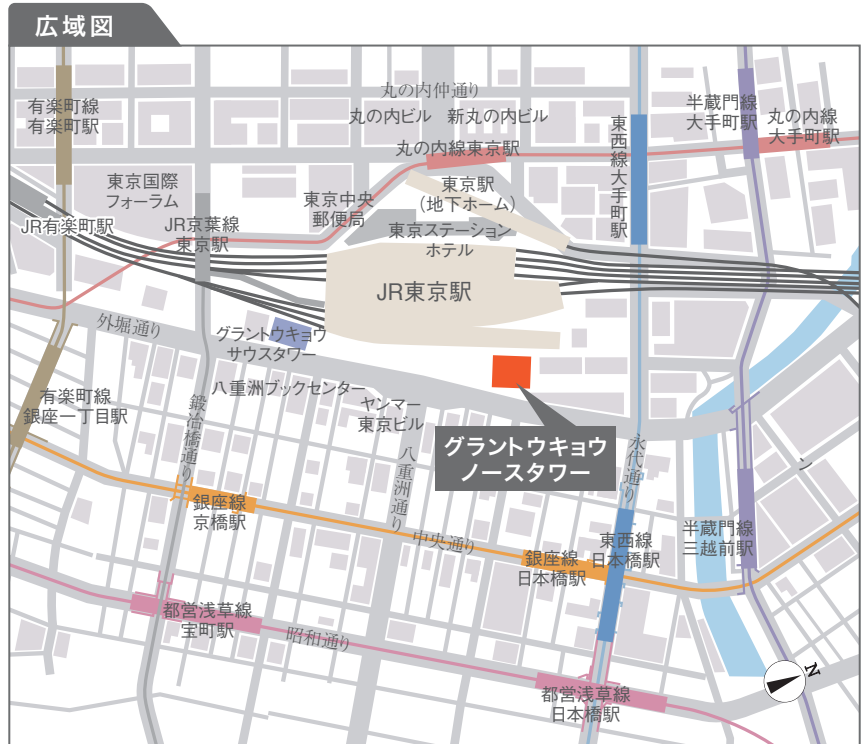 広域図
丸の内仲通り
有楽町線
有楽町駅
丸の内ビル
新丸の内ビル
丸の内線東京駅
東西線大手町駅
半蔵門線
大手町駅
丸の内線
大手町駅
東京国際
フォーラム
JR有楽町駅
JR京葉線
東京駅
東京中央
郵便局
東京駅
（地下ホーム）
東京ステーション
ホテル
JR東京駅
外堀通り
グラントウキョウ
サウスタワー
八重洲ブックセンター
ヤンマー
東京ビル
有楽町線
銀座一丁目駅
鍛冶橋通り
八重洲通り
グラントウキョウ
ノースタワー
永代通り
ン
銀座線
京橋駅
中央通り
銀座線
日本橋駅
東西線
日本橋駅
半蔵門線
三越前駅
都営浅草線
宝町駅
昭和通り
都営浅草線
日本橋駅
N